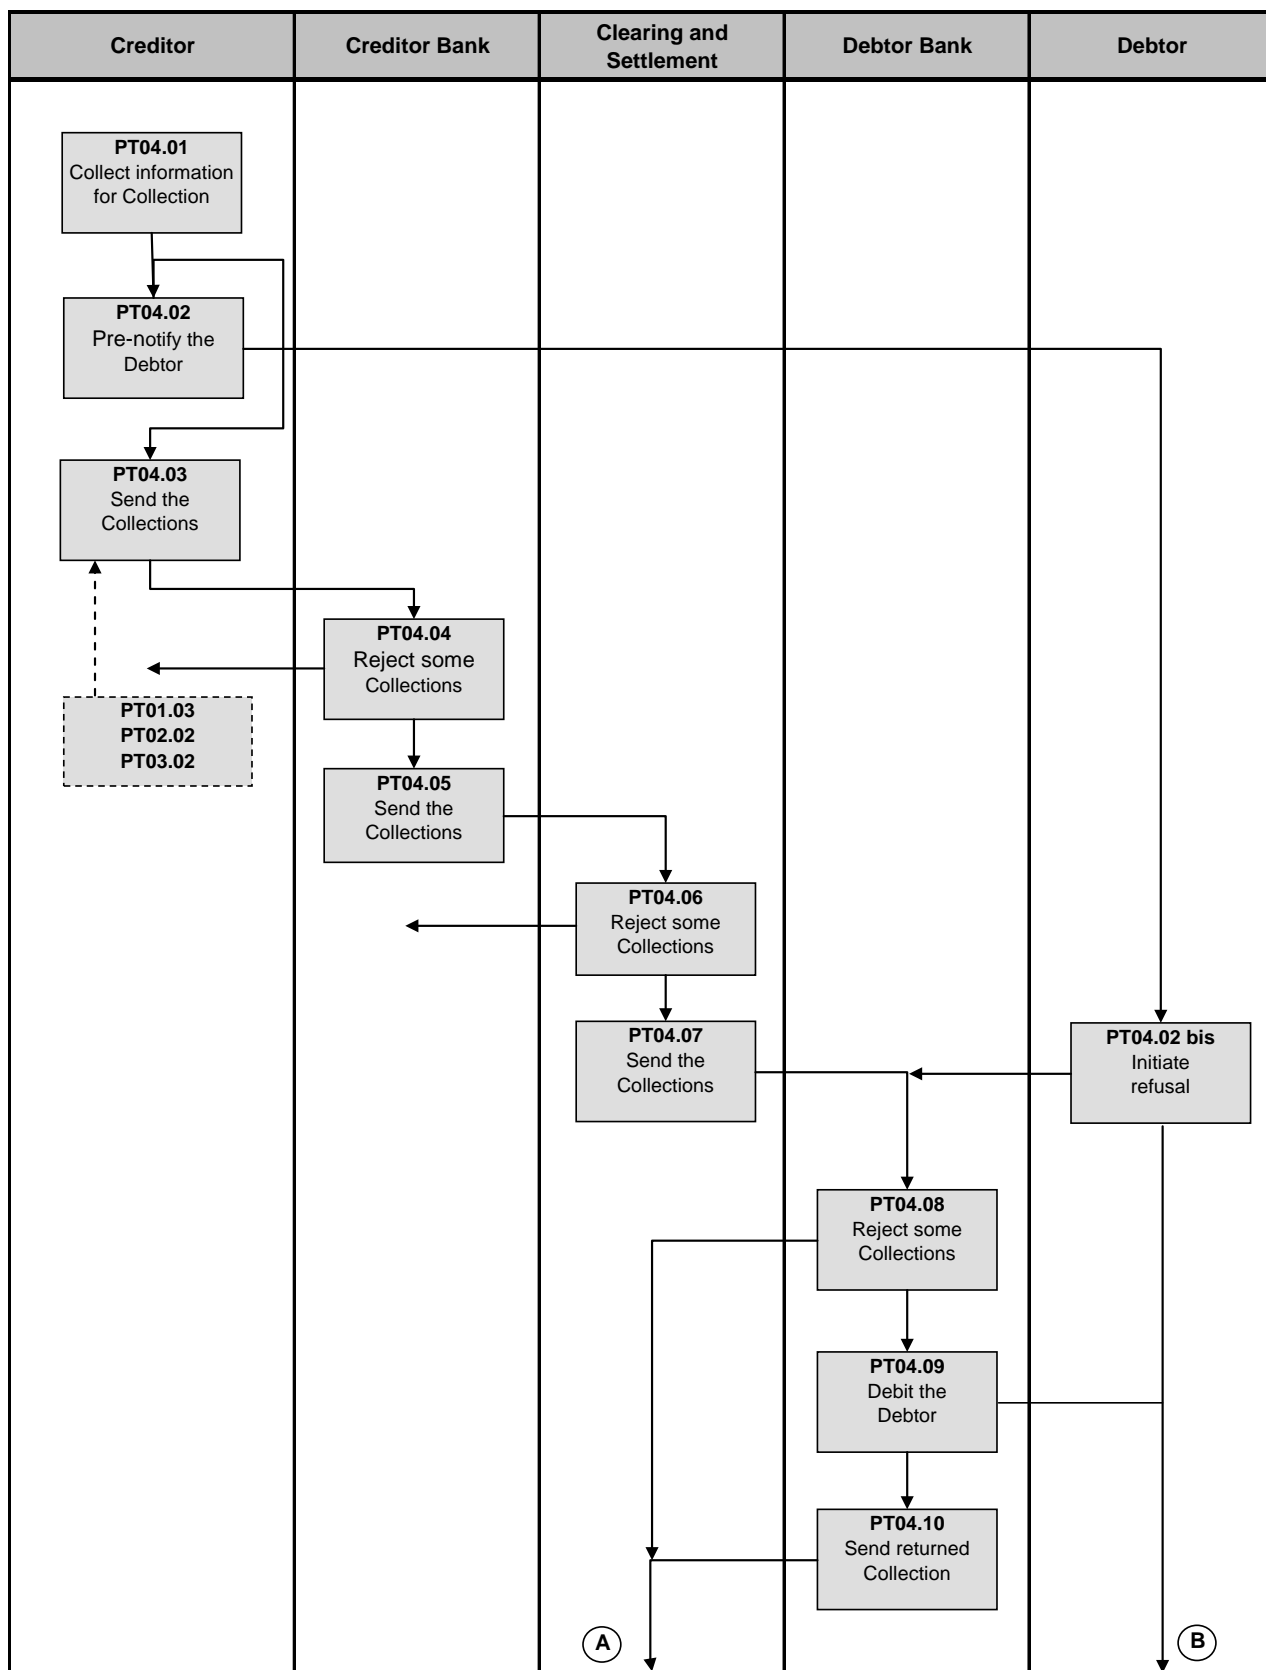 Creditor
Creditor Bank
Clearing and
Settlement
Debtor Bank
Debtor
PT04.01
Collect information
for Collection
PT04.02
Pre-notify the
Debtor
PT04.03
Send the
Collections
PT04.04
Reject some
Collections
PT01.03
PT02.02
PT03.02
PT04.05
Send the
Collections
PT04.06
Reject some
Collections
PT04.07
Send the
Collections
PT04.02 bis
Initiate
refusal
PT04.08
Reject some
Collections
PT04.09
Debit the
Debtor
PT04.10
Send returned
Collection
A
B